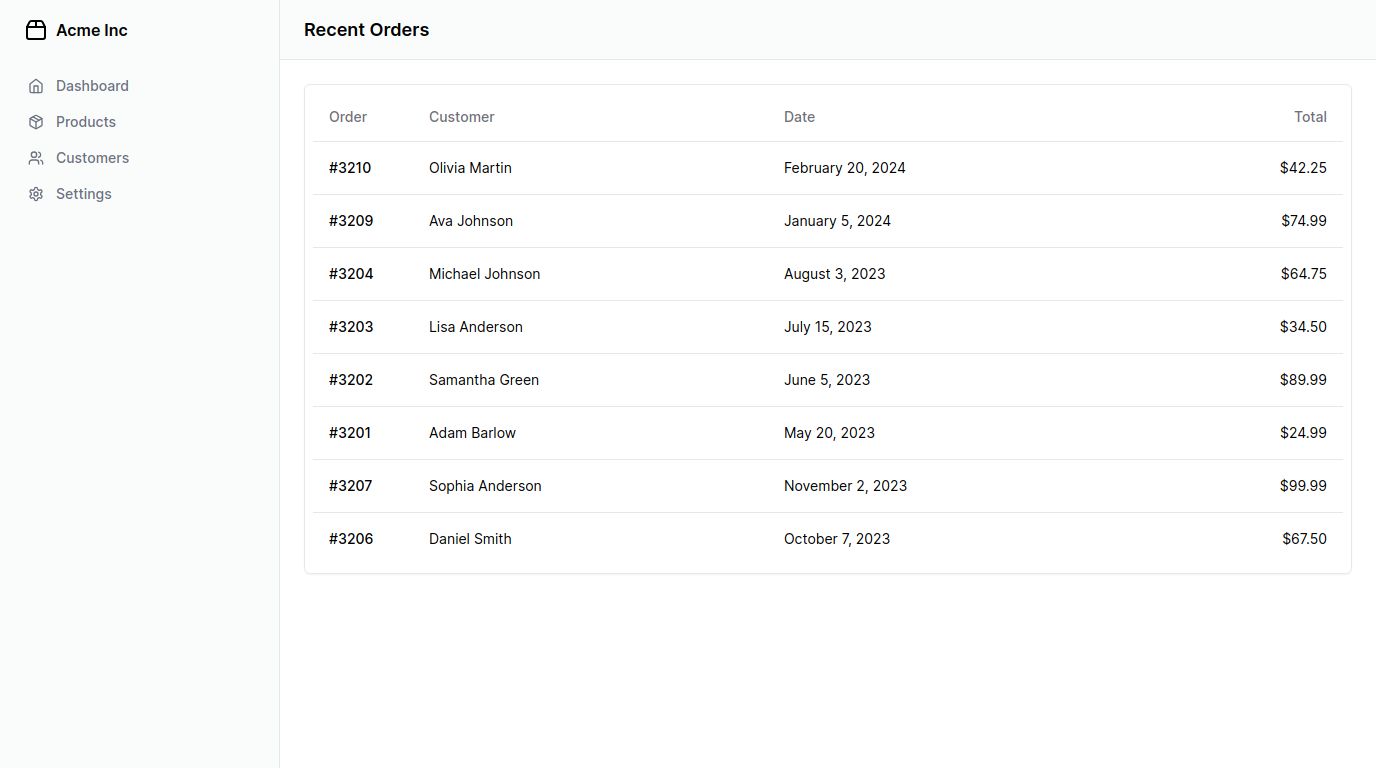 Acme Inc
Dashboard
Products
Customers
Settings
Recent Orders
Order Customer Date Total
#3210 Olivia Martin February 20, 2024 $42.25
#3209 Ava Johnson January 5, 2024 $74.99
#3204 Michael Johnson August 3, 2023 $64.75
#3203 Lisa Anderson July 15, 2023 $34.50
#3202 Samantha Green June 5, 2023 $89.99
#3201 Adam Barlow May 20, 2023 $24.99
#3207 Sophia Anderson November 2, 2023 $99.99
#3206 Daniel Smith October 7, 2023 $67.50